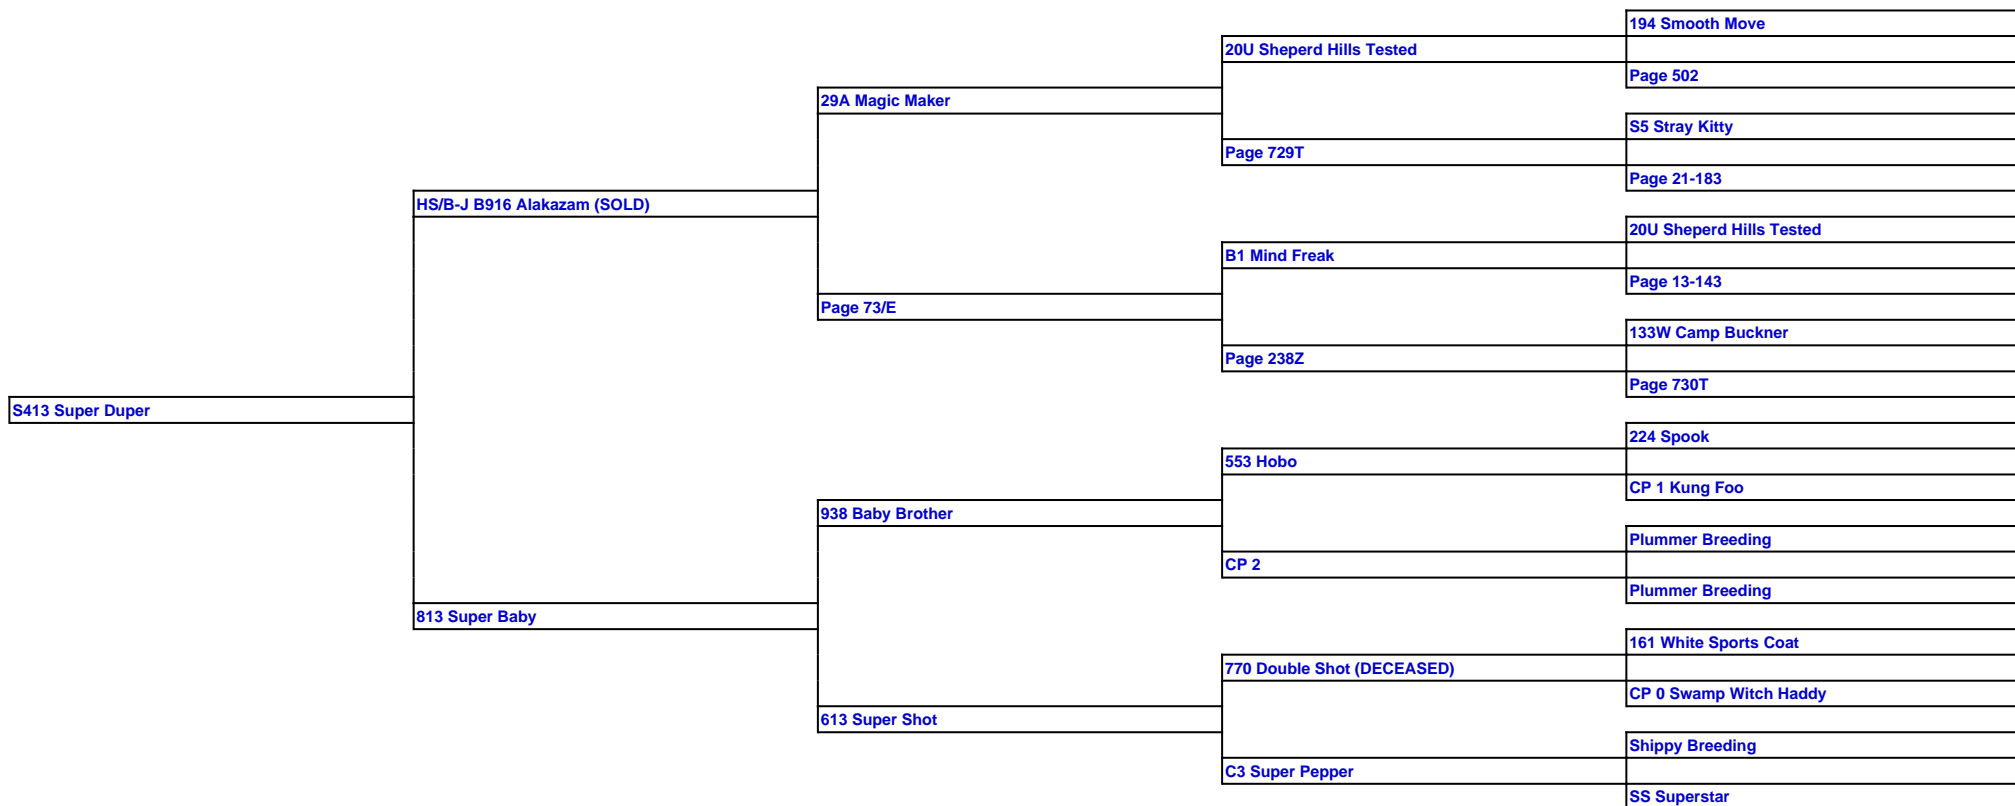 194 Smooth Move
20U Sheperd Hills Tested
Page 502
29A Magic Maker
S5 Stray Kitty
Page 729T
Page 21-183
HS/B-J B916 Alakazam (SOLD)
20U Sheperd Hills Tested
B1 Mind Freak
Page 13-143
Page 73/E
133W Camp Buckner
Page 238Z
Page 730T
S413 Super Duper
224 Spook
553 Hobo
CP 1 Kung Foo
938 Baby Brother
Plummer Breeding
CP 2
Plummer Breeding
813 Super Baby
161 White Sports Coat
770 Double Shot (DECEASED)
CP 0 Swamp Witch Haddy
613 Super Shot
Shippy Breeding
C3 Super Pepper
SS Superstar